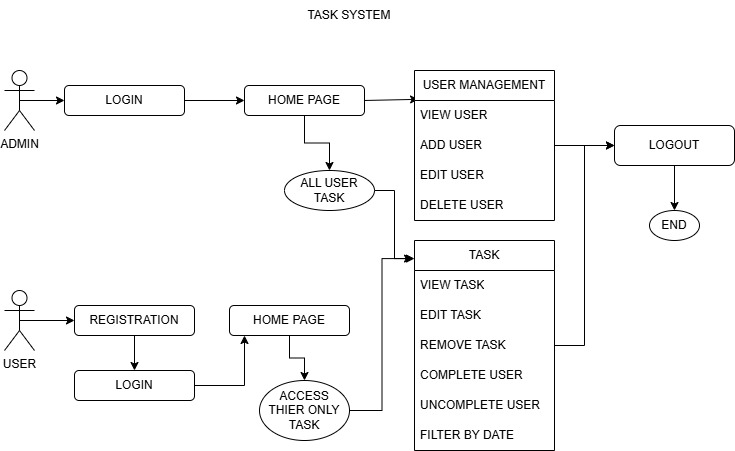 TASK SYSTEM
ADMIN
LOGIN
HOME PAGE
ALL USER
TASK
USER MANAGEMENT
VIEW USER
ADD USER
EDIT USER
DELETE USER
LOGOUT
END
USER
REGISTRATION
LOGIN
HOME PAGE
ACCESS
THIER ONLY
TASK
TASK
VIEW TASK
EDIT TASK
REMOVE TASK
COMPLETE USER
UNCOMPLETE USER
FILTER BY DATE